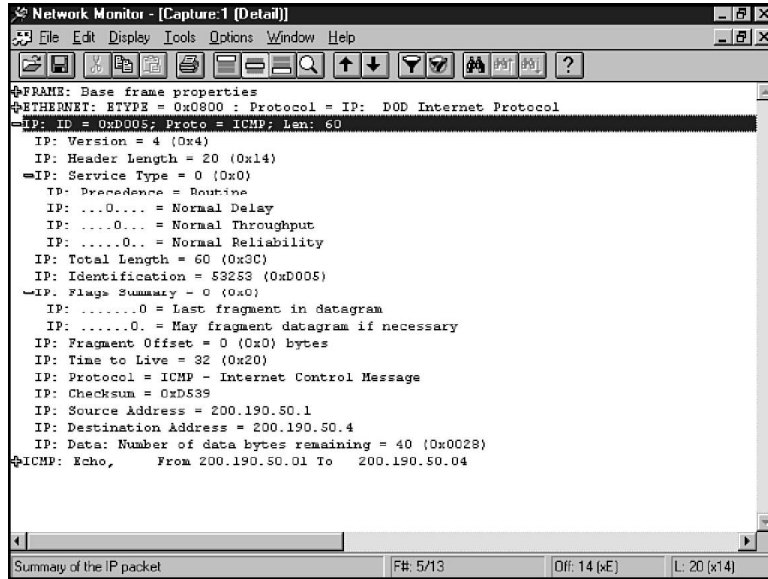 Network Monitor - [Capture:1 (Detail)]
File Edit Display Tools Options Window Help
FRAME: Base frame properties
ETHERNET: ETYPE = 0x0800 : Protocol = IP: DOD Internet Protocol
IP: ID = 0xD005; Proto = ICMP; Len: 60
IP: Version = 4 (0x4)
IP: Header Length = 20 (0x14)
IP: Service Type = 0 (0x0)
IP: Precedence = Routine
IP: ...0.... = Normal Delay
IP: ....0... = Normal Throughput
IP: .....0.. = Normal Reliability
IP: Total Length = 60 (0x3C)
IP: Identification = 53253 (0xD005)
IP: Flags Summary = 0 (0x0)
IP: .......0 = Last fragment in datagram
IP: ......0. = May fragment datagram if necessary
IP: Fragment Offset = 0 (0x0) bytes
IP: Time to Live = 32 (0x20)
IP: Protocol = ICMP - Internet Control Message
IP: Checksum = 0xD539
IP: Source Address = 200.190.50.1
IP: Destination Address = 200.190.50.4
IP: Data: Number of data bytes remaining = 40 (0x0028)
ICMP: Echo, From 200.190.50.01 To 200.190.50.04
Summary of the IP packet F#: 5/13 Off: 14 (xE) L: 20 (x14)